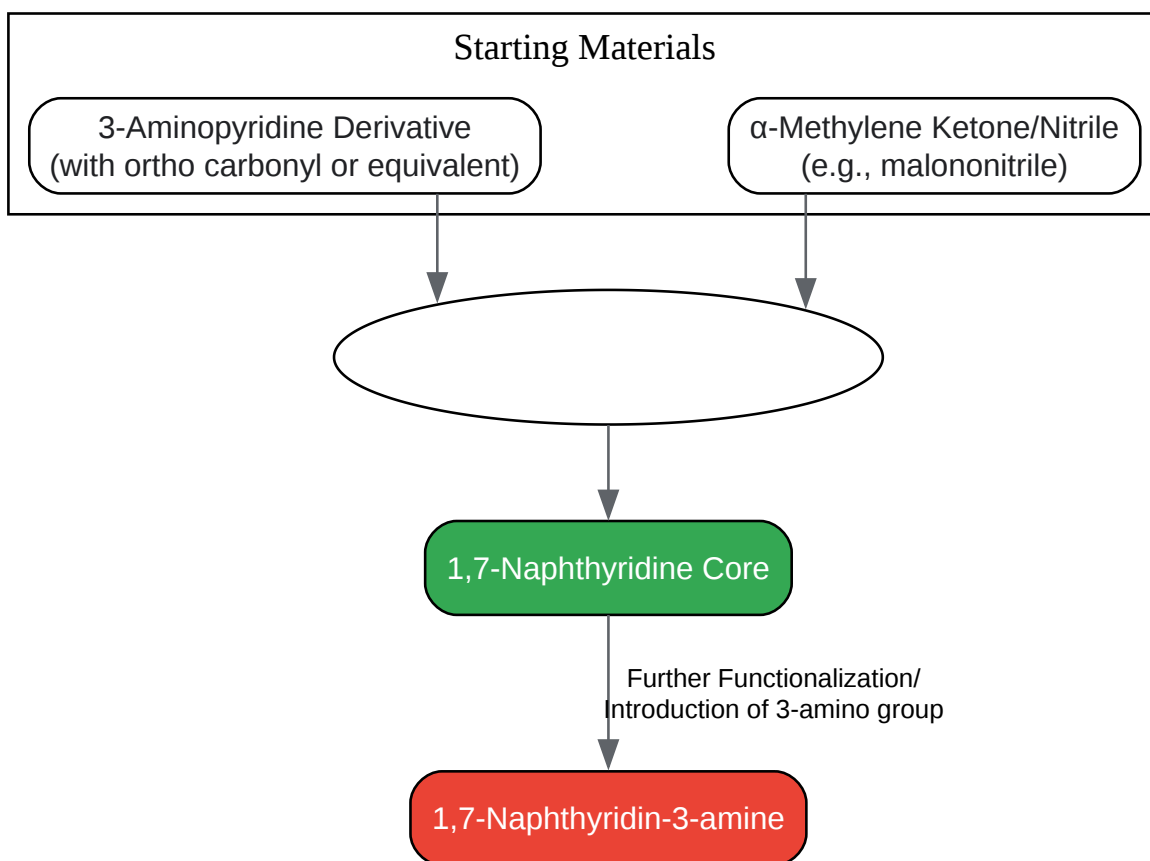 Starting Materials
3-Aminopyridine Derivative
(with ortho carbonyl or equivalent)
α-Methylene Ketone/Nitrile
(e.g., malononitrile)
1,7-Naphthyridine Core
Further Functionalization/
Introduction of 3-amino group
1,7-Naphthyridin-3-amine